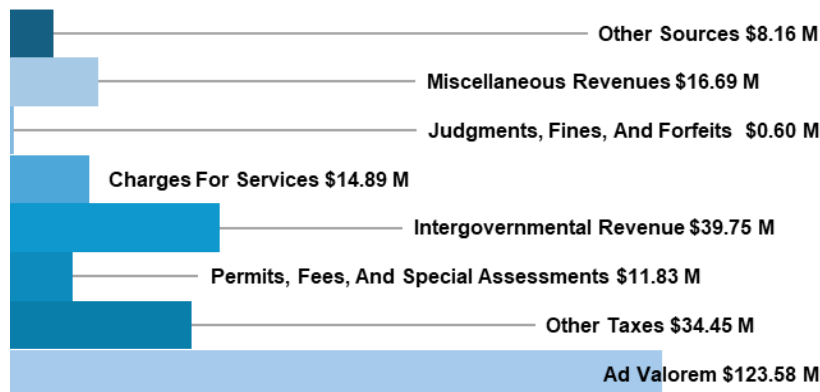 Other Sources $8.16 M
Miscellaneous Revenues $16.69 M
Judgments, Fines, And Forfeits $0.60 M
Charges For Services $14.89 M
Intergovernmental Revenue $39.75 M
Permits, Fees, And Special Assessments $11.83 M
Other Taxes $34.45 M
Ad Valorem $123.58 M